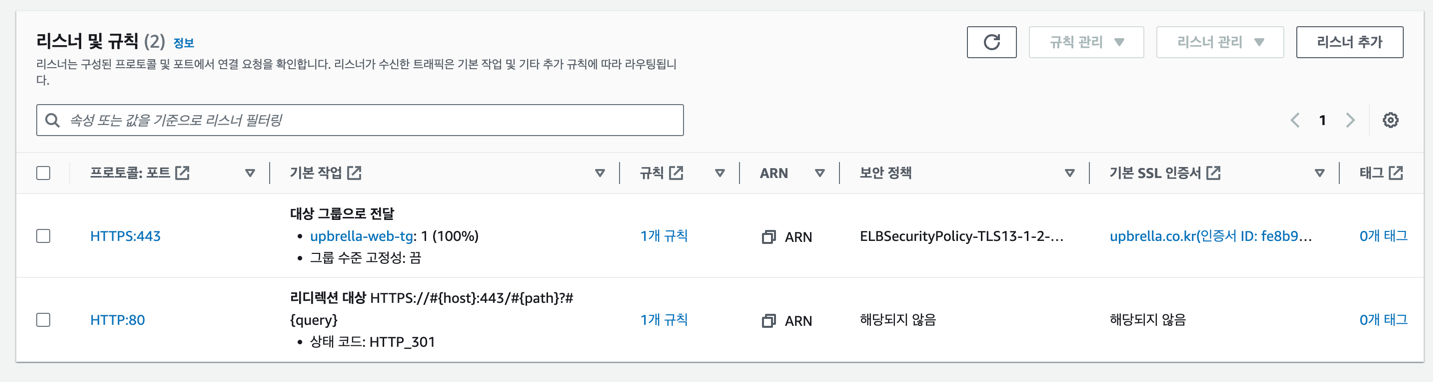 리스너 및 규칙 (2) 정보
규칙 관리
리스너 관리
리스너 추가
리스너는 구성된 프로토콜 및 포트에서 연결 요청을 확인합니다. 리스너가 수신한 트래픽은 기본 작업 및 기타 추가 규칙에 따라 라우팅됩니
다.
속성 또는 값을 기준으로 리스너 필터링
1
프로토콜: 포트 기본 작업 규칙 ARN 보안 정책 기본 SSL 인증서 태그
대상 그룹으로 전달
HTTPS:443 • upbrella-web-tg: 1 (100%) 1개 규칙 ARN ELBSecurityPolicy-TLS13-1-2-... upbrella.co.kr(인증서 ID: fe8b9... 0개 태그
• 그룹 수준 고정성: 끔
리디렉션 대상 HTTPS://#{host}:443/#{path}?#
HTTP:80 {query} 1개 규칙 ARN 해당되지 않음 해당되지 않음 0개 태그
• 상태 코드: HTTP_301